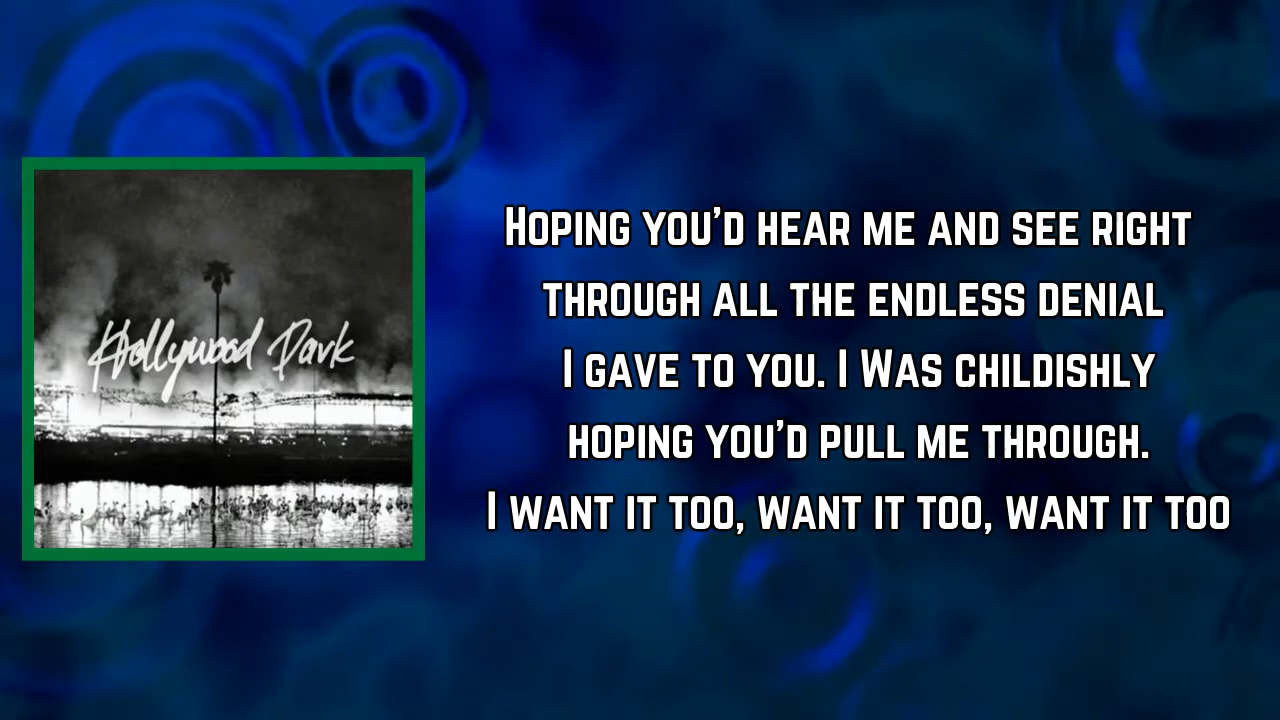 Hollywood Park
Hoping you'd hear me and see right
through all the endless denial
I gave to you. I Was childishly
hoping you'd pull me through.
I want it too, want it too, want it too